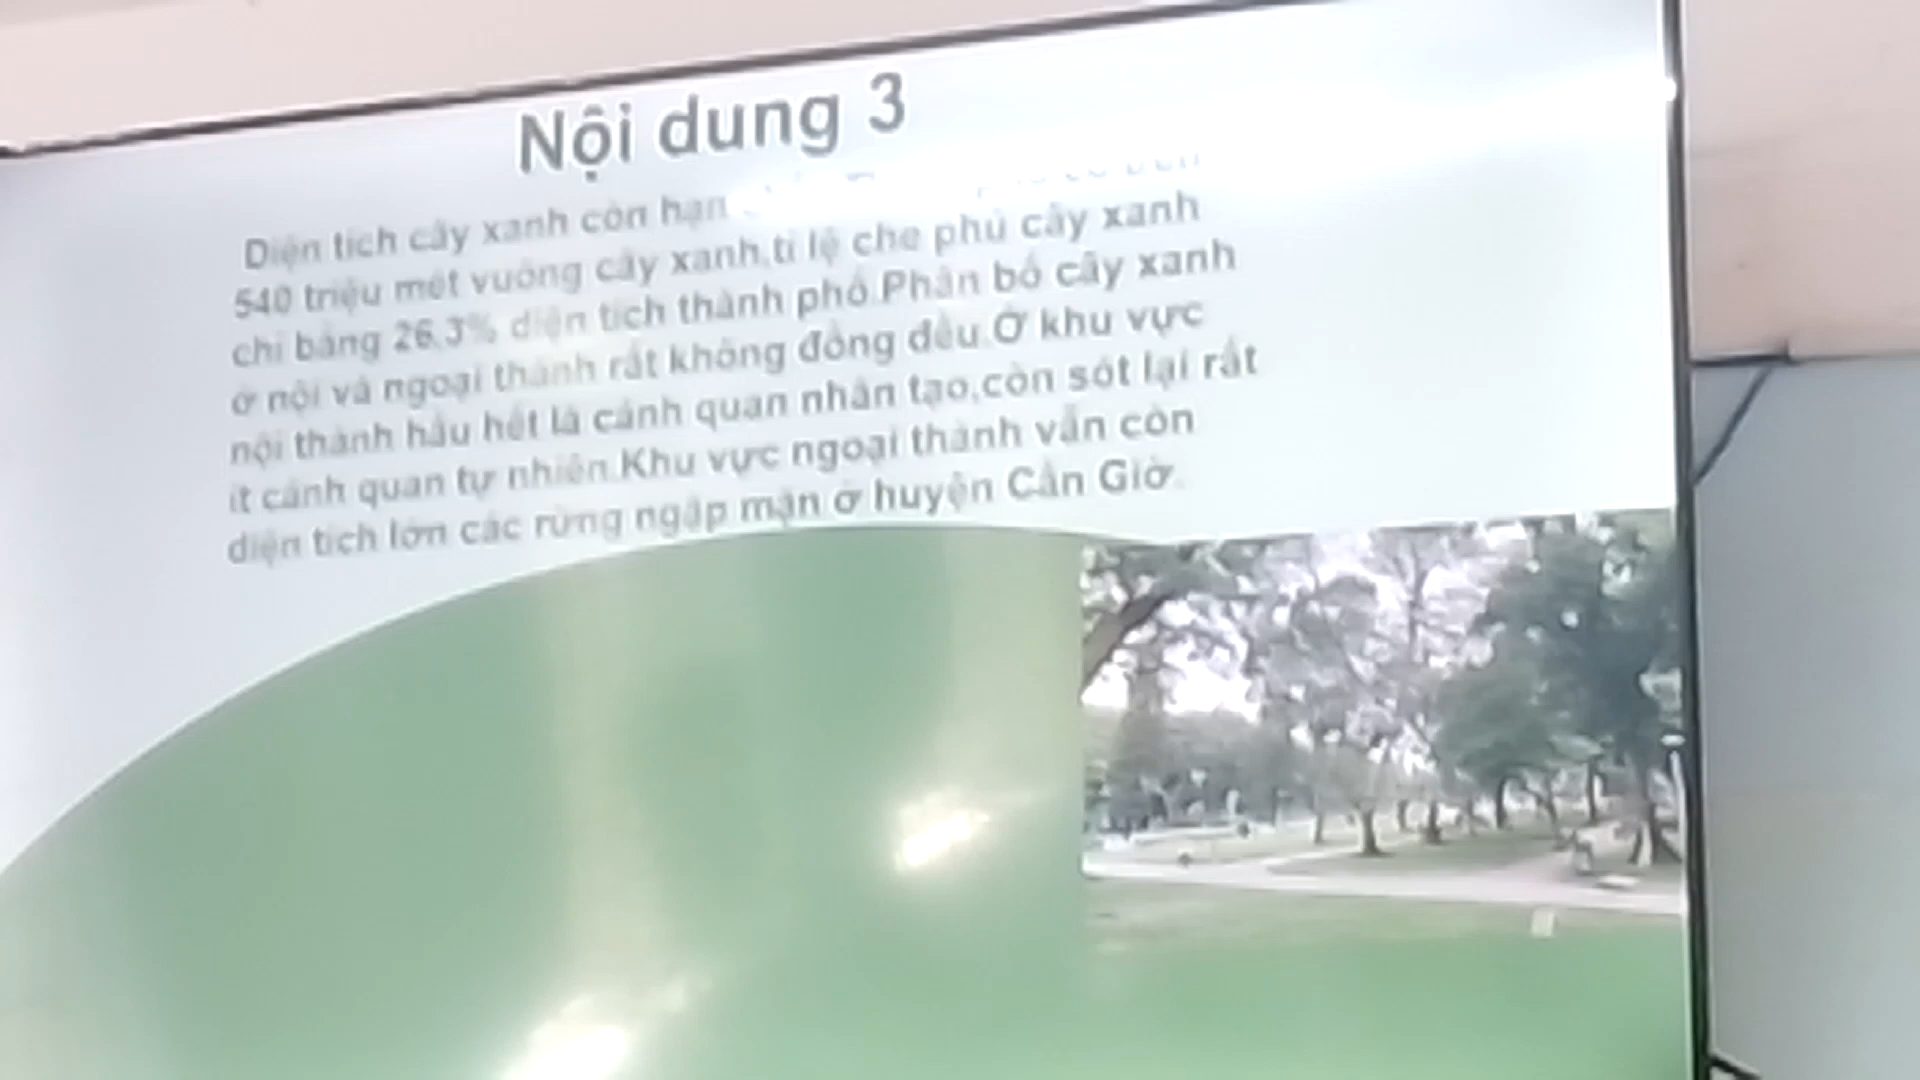 Nội dung 3
Diện tích cây xanh còn hạn
540 triệu mét vuông cây xanh,tỉ lệ che phủ cây xanh
chỉ bằng 26,3% diện tích thành phố.Phân bố cây xanh
ở nội và ngoại thành rất không đồng đều.Ở khu vực
nội thành hầu hết là cảnh quan nhân tạo,còn sót lại rất
ít cảnh quan tự nhiên.Khu vực ngoại thành vẫn còn
diện tích lớn các rừng ngập mặn ở huyện Cần Giờ.